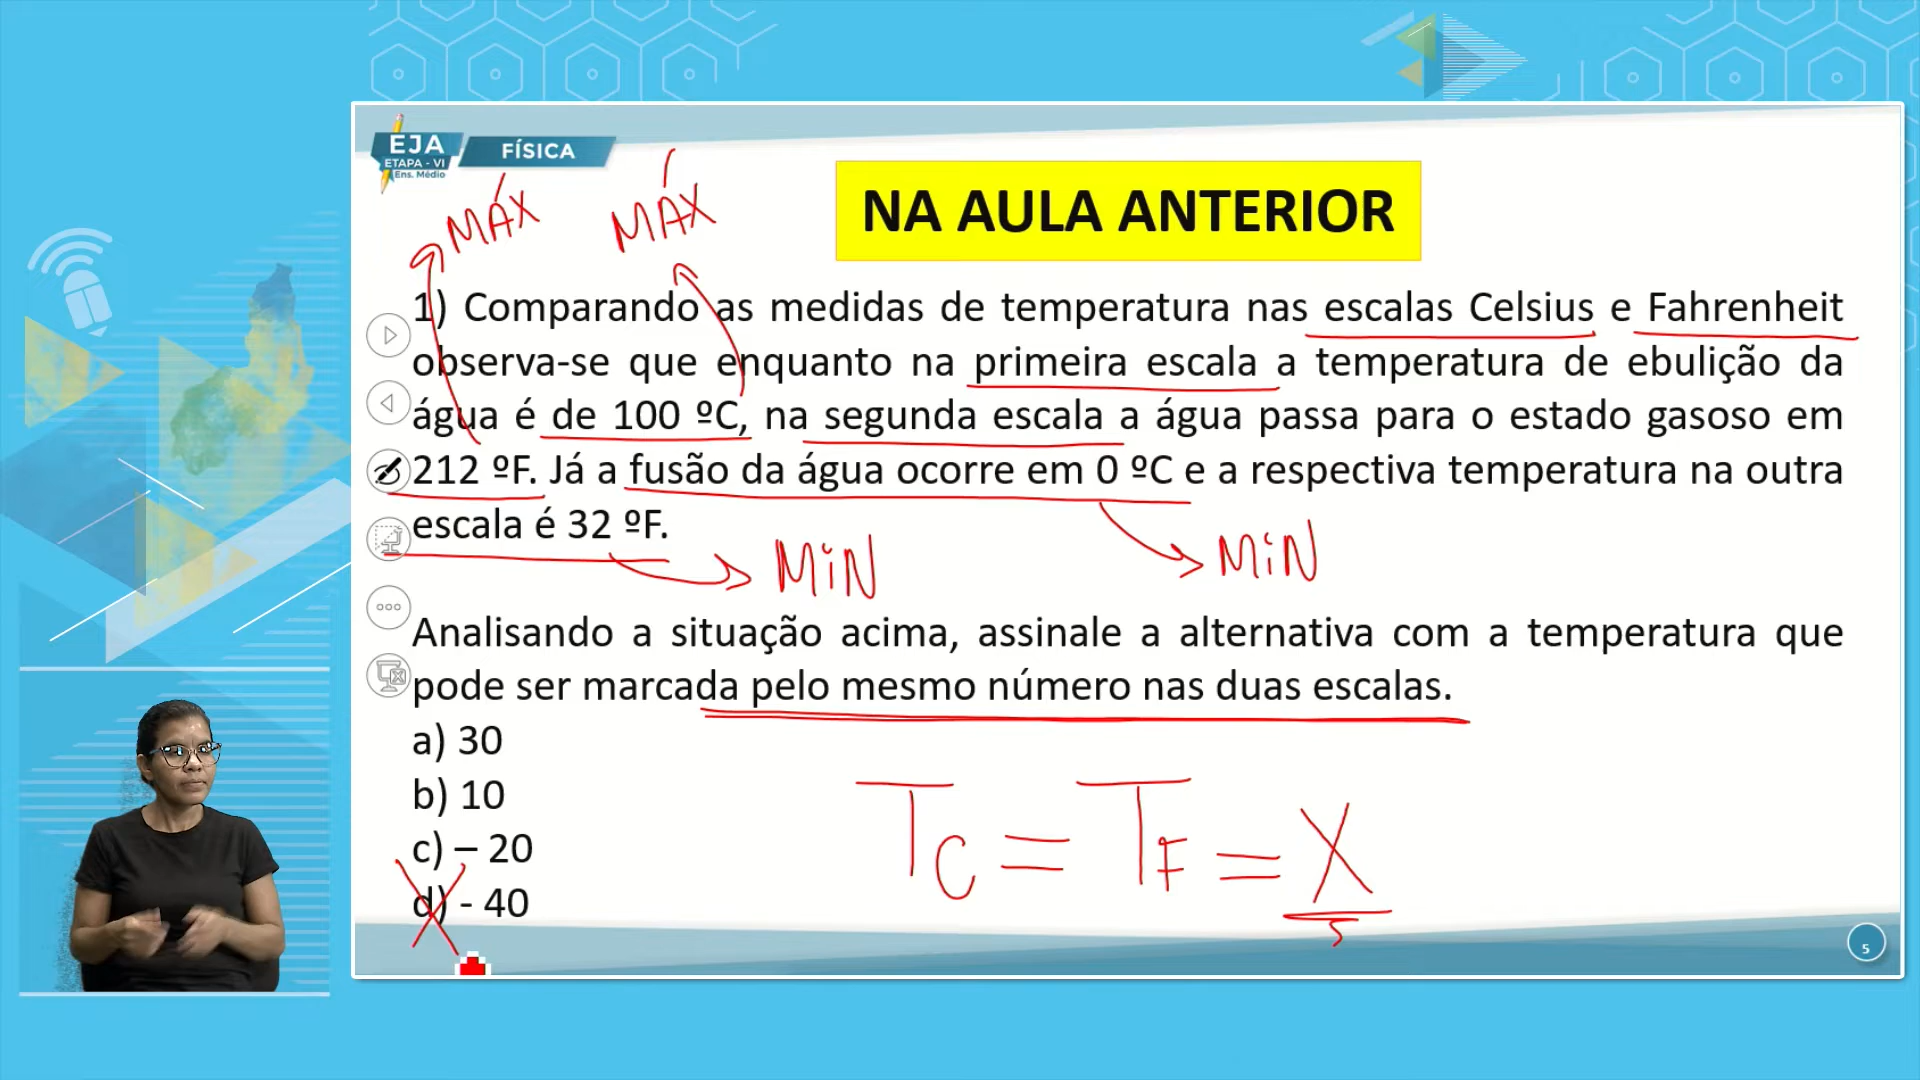 EJA
ETAPA - VI
Ens. Médio
FÍSICA
MÁX
MÁX
NA AULA ANTERIOR
1) Comparando as medidas de temperatura nas escalas Celsius e Fahrenheit
observa-se que enquanto na primeira escala a temperatura de ebulição da
água é de 100 ºC, na segunda escala a água passa para o estado gasoso em
212 ºF. Já a fusão da água ocorre em 0 ºC e a respectiva temperatura na outra
escala é 32 ºF.
MiN
MiN
Analisando a situação acima, assinale a alternativa com a temperatura que
pode ser marcada pelo mesmo número nas duas escalas.
a) 30
b) 10
c) – 20
d) - 40
TC = TF = X
5